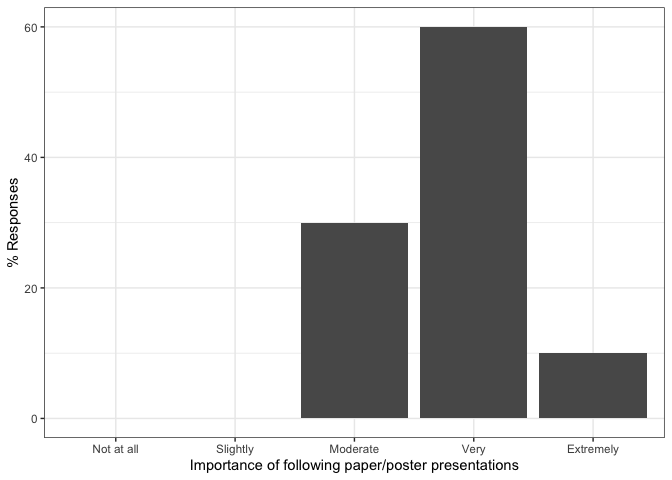 60
40
20
0
% Responses
Not at all Slightly Moderate Very Extremely
Importance of following paper/poster presentations